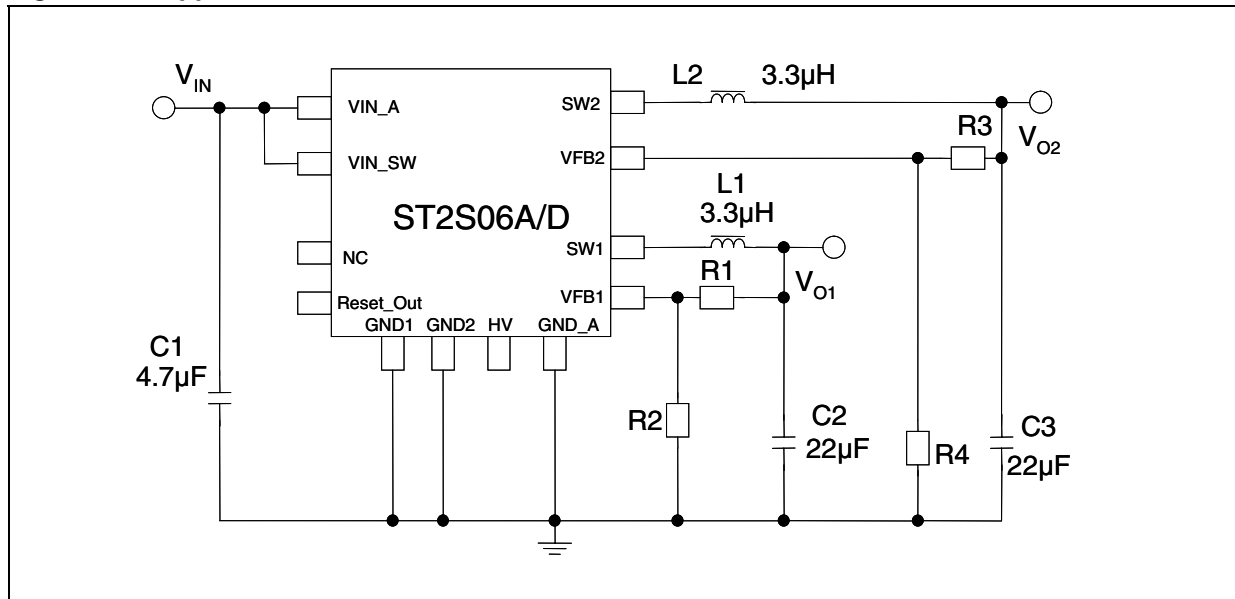 V_IN
VIN_A
VIN_SW
NC
Reset_Out
ST2S06A/D
SW2
VFB2
SW1
VFB1
GND1
GND2
HV
GND_A
L2
3.3µH
R3
V_O2
L1
3.3µH
R1
V_O1
C1
4.7µF
R2
C2
22µF
R4
C3
22µF